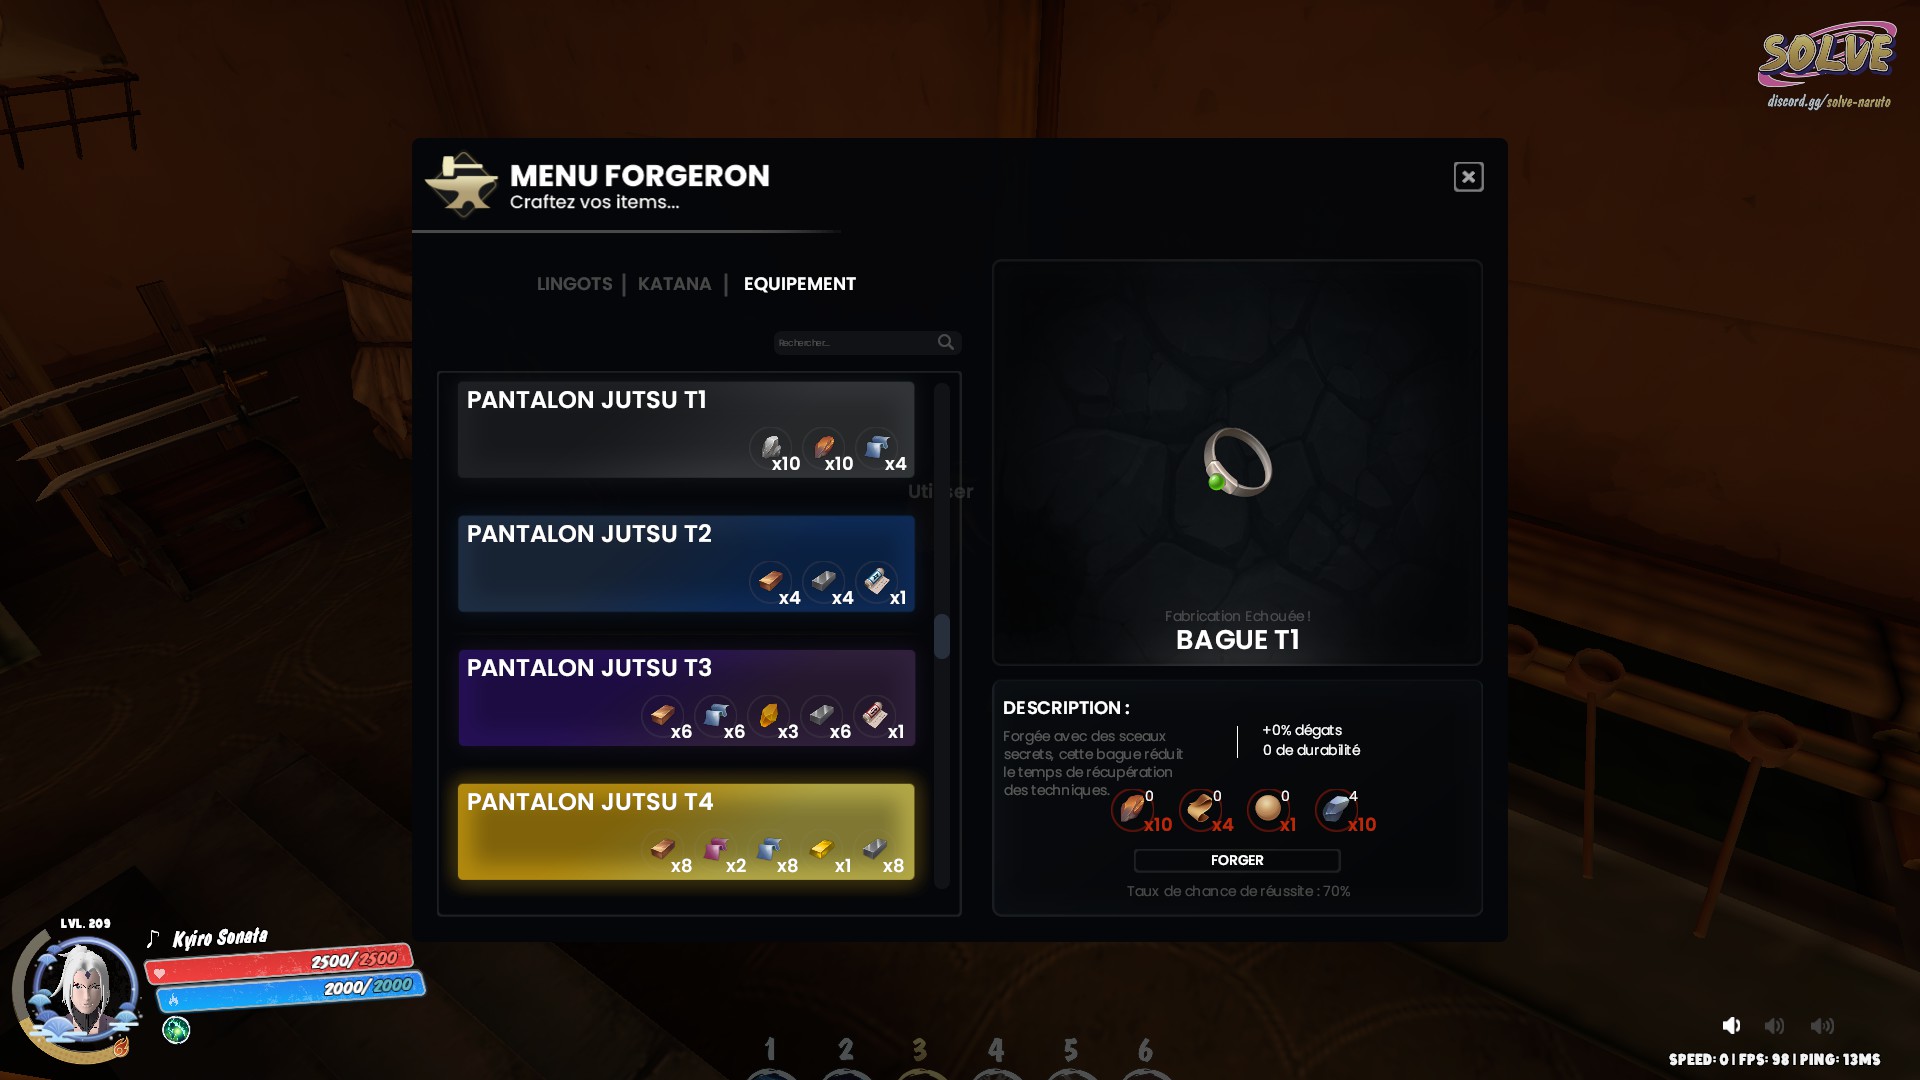 SOLVE
discord.gg/solve-naruto
MENU FORGERON
Craftez vos items...
LINGOTS | KATANA | EQUIPEMENT
Rechercher...
PANTALON JUTSU T1
x10 x10 x4
Utiliser
PANTALON JUTSU T2
x4 x4 x1
PANTALON JUTSU T3
x6 x6 x3 x6 x1
PANTALON JUTSU T4
x8 x2 x8 x1 x8
Fabrication Echouée !
BAGUE T1
DESCRIPTION :
Forgée avec des sceaux
secrets, cette bague réduit
le temps de récupération
des techniques.
+0% dégats
0 de durabilité
0 0 0 4
x10 x4 x1 x10
FORGER
Taux de chance de réussite : 70%
LVL. 209
Kyiro Sonata
2500/2500
2000/2000
1 2 3 4 5 6
SPEED: 0 | FPS: 98 | PING: 13MS